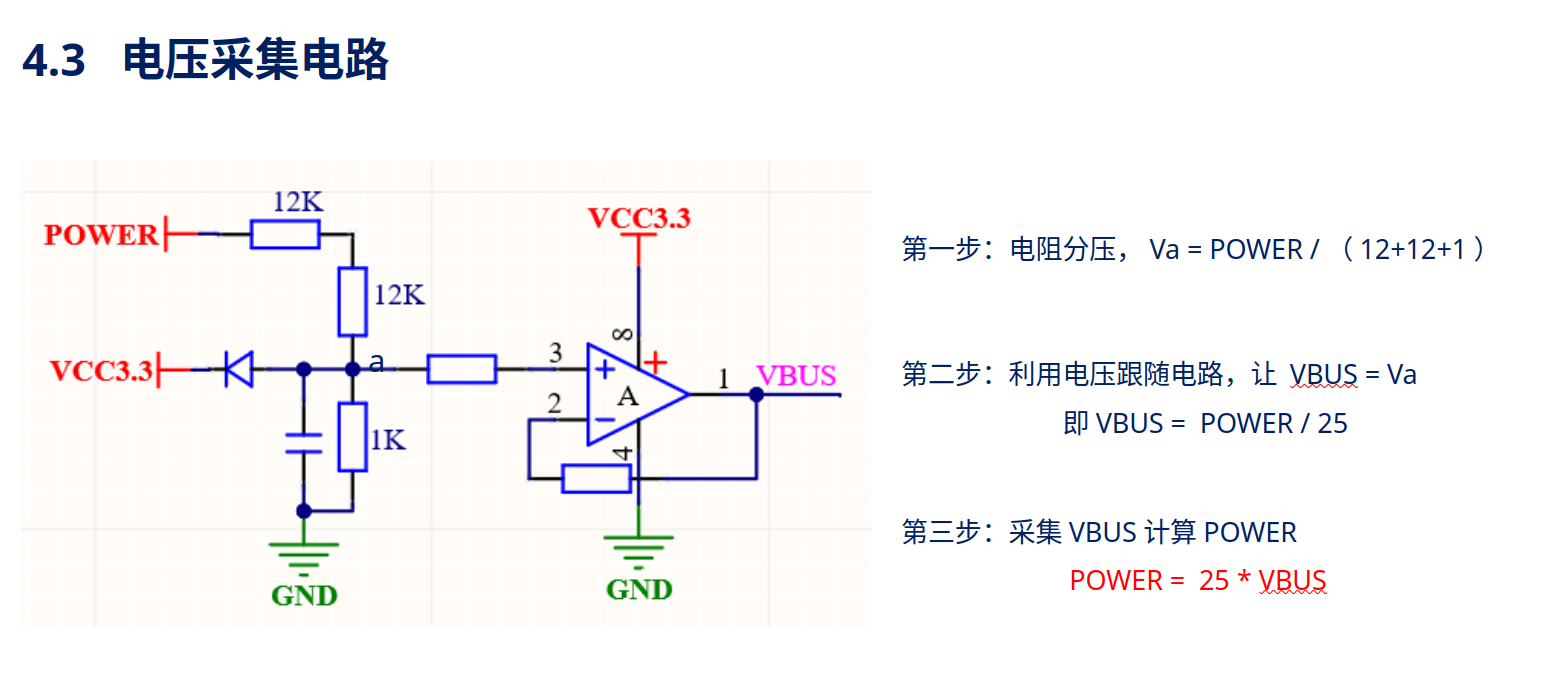 4.3 电压采集电路
12K
POWER
12K
VCC3.3
a
1K
GND
VCC3.3
8
3
+
+
A
2
−
4
1
VBUS
GND
第一步：电阻分压， Va = POWER / （ 12+12+1 ）
第二步：利用电压跟随电路，让 VBUS = Va
即 VBUS = POWER / 25
第三步：采集 VBUS 计算 POWER
POWER = 25 * VBUS